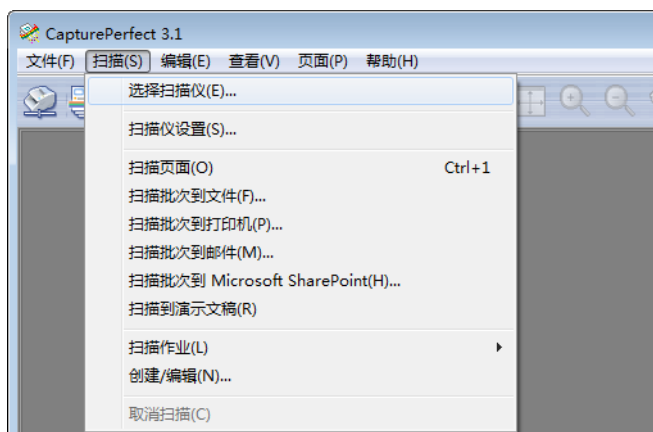 CapturePerfect 3.1
文件(F) 扫描(S) 编辑(E) 查看(V) 页面(P) 帮助(H)
选择扫描仪(E)...
扫描仪设置(S)...
扫描页面(O) Ctrl+1
扫描批次到文件(F)...
扫描批次到打印机(P)...
扫描批次到邮件(M)...
扫描批次到 Microsoft SharePoint(H)...
扫描到演示文稿(R)
扫描作业(L)
创建/编辑(N)...
取消扫描(C)